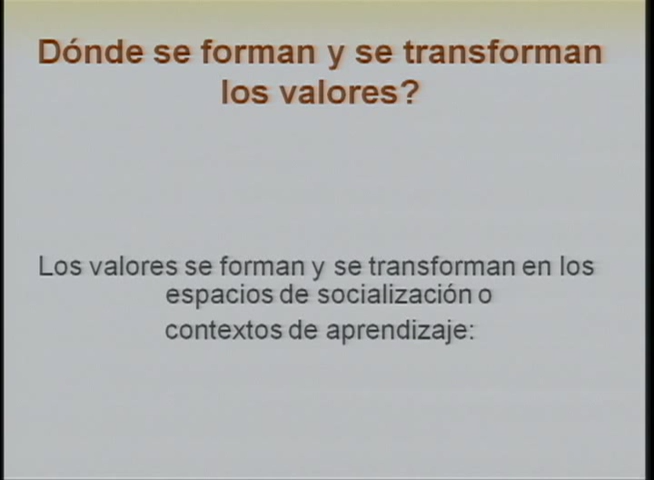 Dónde se forman y se transforman
los valores?
Los valores se forman y se transforman en los
espacios de socialización o
contextos de aprendizaje: